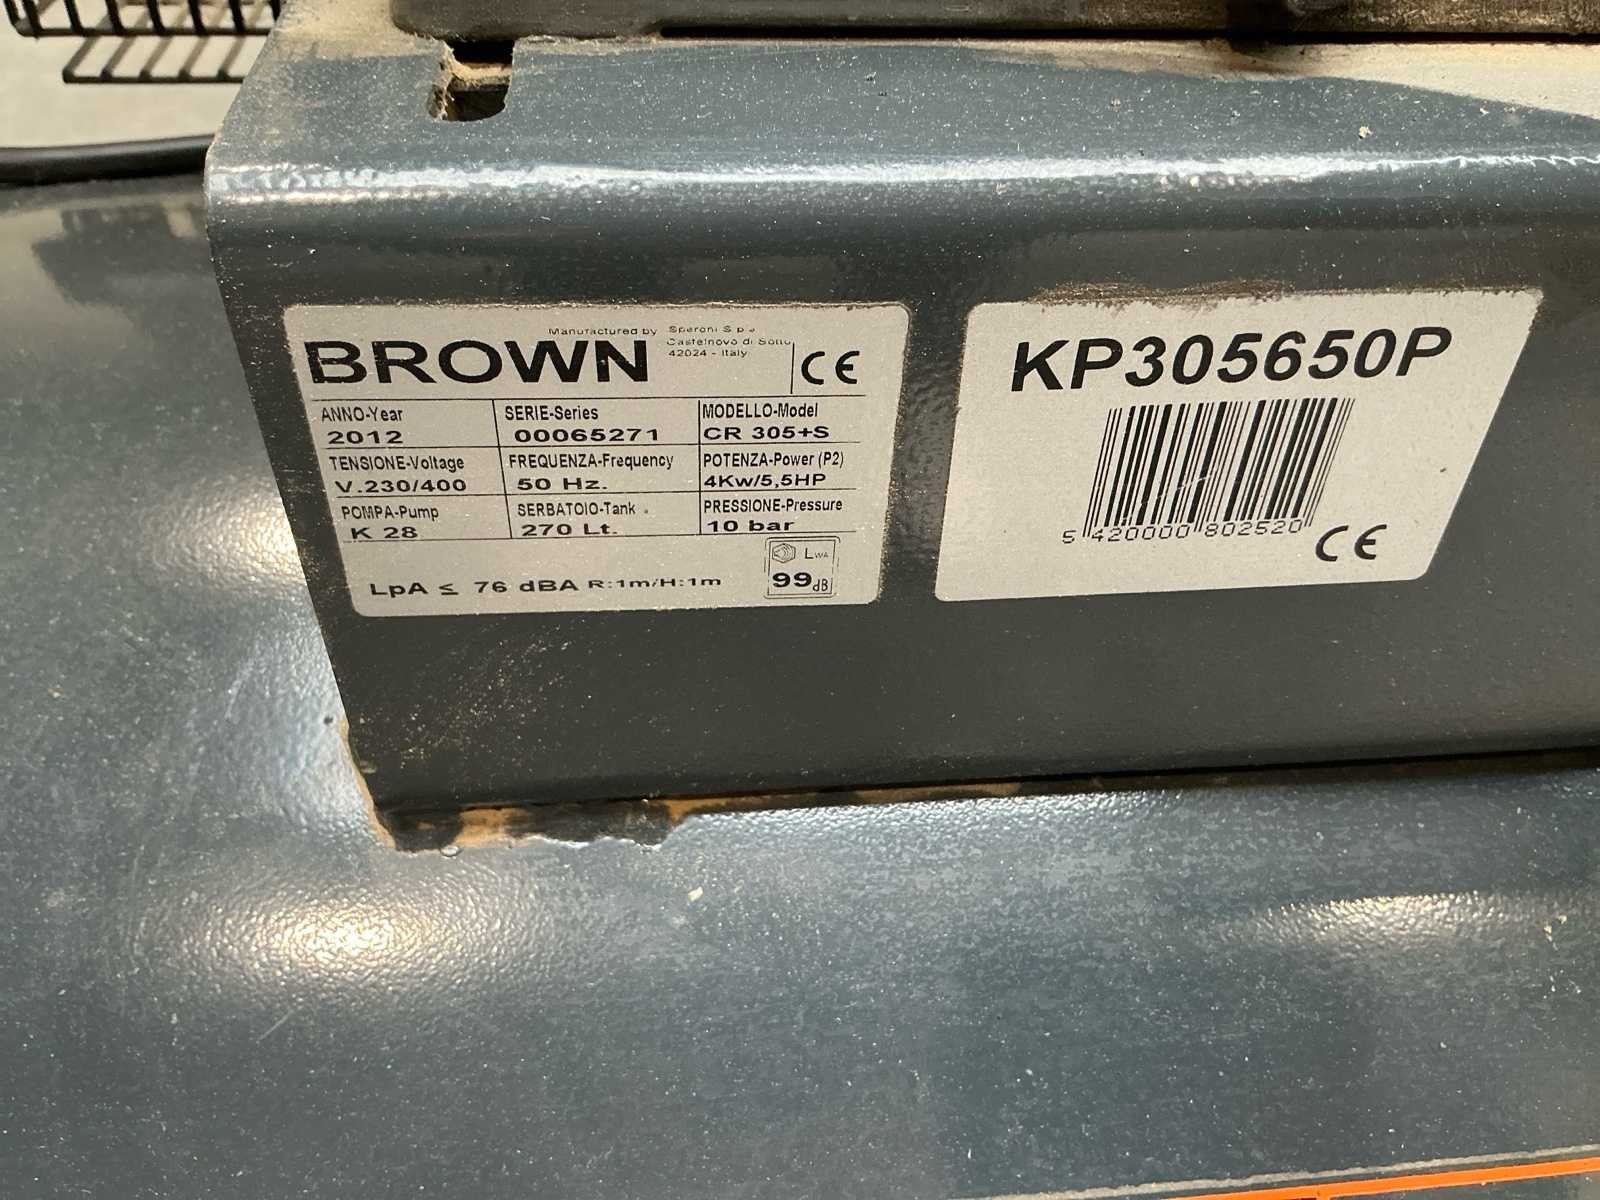 Manufactured by Speroni S.p.a
Castelnovo di Sotto
42024 - Italy
BROWN
CE
ANNO-Year
2012
SERIE-Series
00065271
MODELLO-Model
CR 305+S
TENSIONE-Voltage
V.230/400
FREQUENZA-Frequency
50 Hz.
POTENZA-Power (P2)
4Kw/5,5HP
POMPA-Pump
K 28
SERBATOIO-Tank
270 Lt.
PRESSIONE-Pressure
10 bar
LpA ≤ 76 dBA R:1m/H:1m
LWA
99dB
KP305650P
5 420000 802520
CE